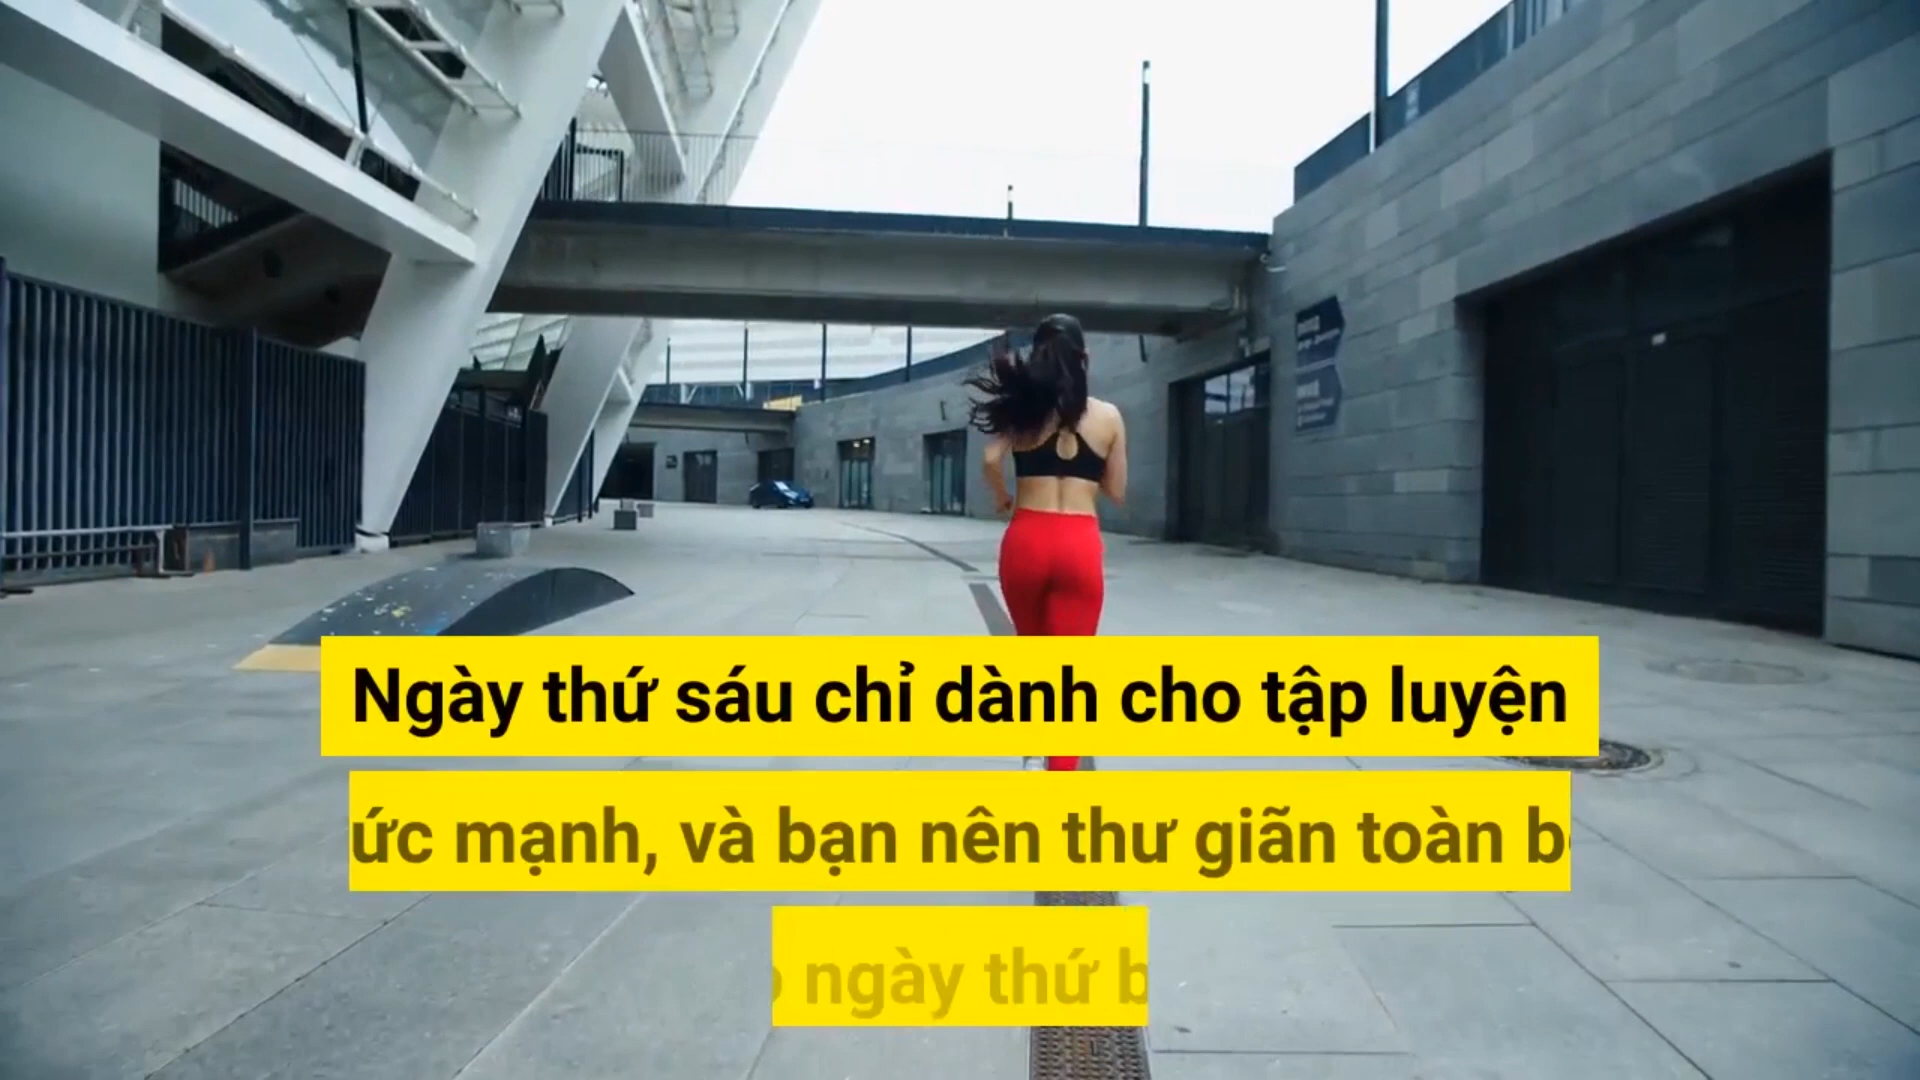 Ngày thứ sáu chỉ dành cho tập luyện
mạnh, và bạn nên thư giãn toàn
ngày thứ